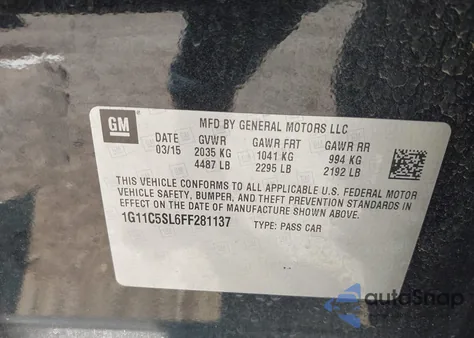 GM
MFD BY GENERAL MOTORS LLC
DATE GVWR GAWR FRT GAWR RR
03/15 2035 KG 1041 KG 994 KG
4487 LB 2295 LB 2192 LB
THIS VEHICLE CONFORMS TO ALL APPLICABLE U.S. FEDERAL MOTOR
VEHICLE SAFETY, BUMPER, AND THEFT PREVENTION STANDARDS IN
EFFECT ON THE DATE OF MANUFACTURE SHOWN ABOVE.
1G11C5SL6FF281137 TYPE: PASS CAR
autoSnap